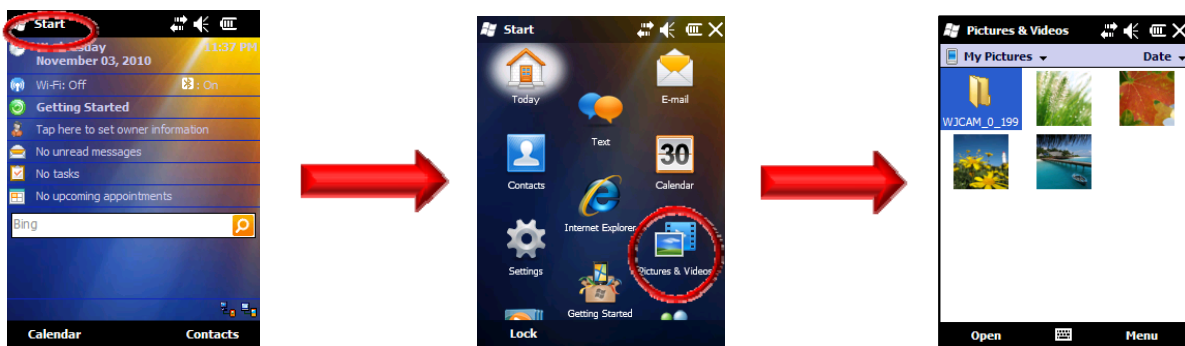 Start
November 03, 2010
11:37 PM
Wi-Fi: Off
: On
Getting Started
Tap here to set owner information
No unread messages
No tasks
No upcoming appointments
Bing
Calendar
Contacts
Start
Today
E-mail
Text
Contacts
30
Calendar
Internet Explorer
Settings
Pictures & Videos
Getting Started
Lock
Pictures & Videos
My Pictures
Date
WJCAM_0_199
Open
Menu